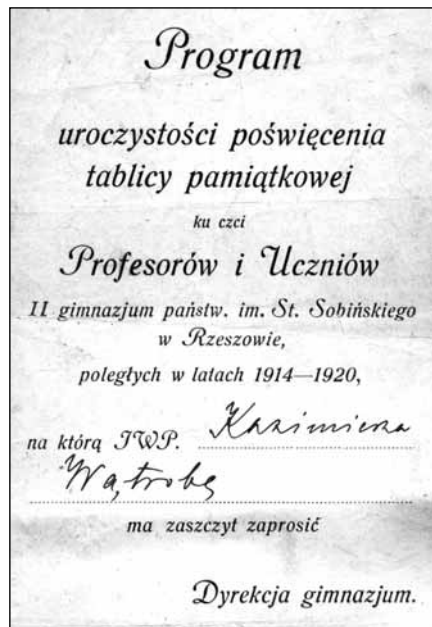 Program
uroczystości poświęcenia
tablicy pamiątkowej
ku czci
Profesorów i Uczniów
II gimnazjum państw. im. St. Sobińskiego
w Rzeszowie,
poległych w latach 1914—1920,
na którą JWP. Kazimierza
Wątrobę
ma zaszczyt zaprosić
Dyrekcja gimnazjum.